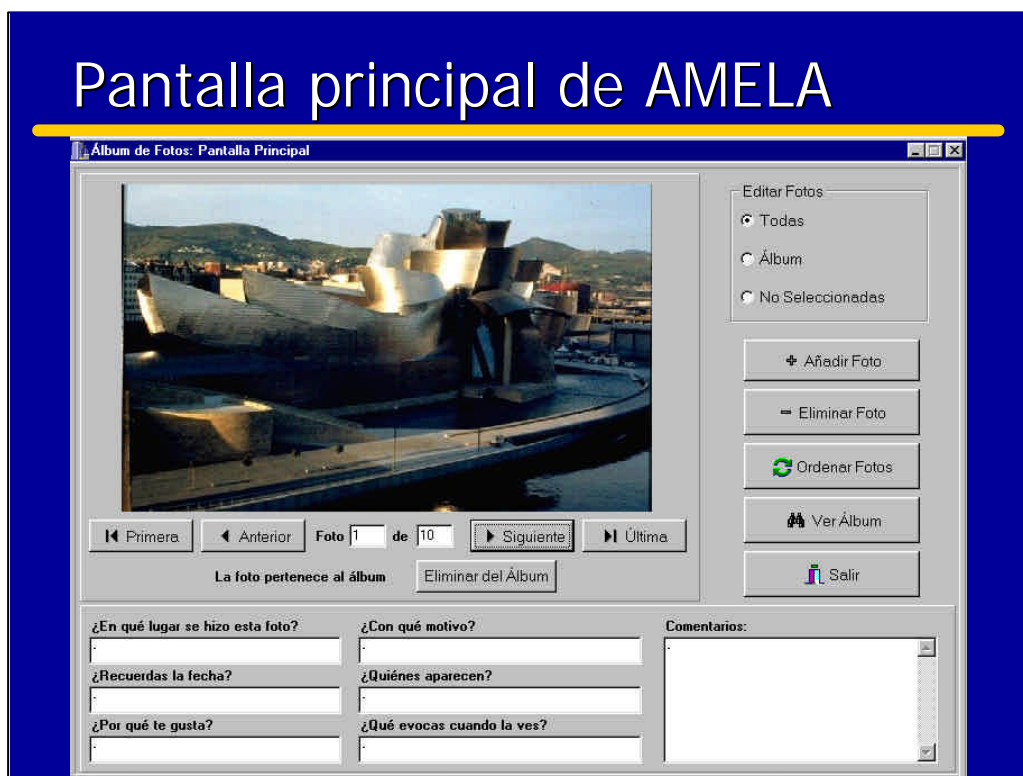 Pantalla principal de AMELA
Álbum de Fotos: Pantalla Principal
Editar Fotos
Todas
Álbum
No Seleccionadas
Añadir Foto
Eliminar Foto
Ordenar Fotos
Ver Álbum
Salir
Primera
Anterior
Foto 1 de 10
Siguiente
Última
La foto pertenece al álbum
Eliminar del Álbum
¿En qué lugar se hizo esta foto?
.
¿Con qué motivo?
.
Comentarios:
.
¿Recuerdas la fecha?
.
¿Quiénes aparecen?
.
¿Por qué te gusta?
.
¿Qué evocas cuando la ves?
.